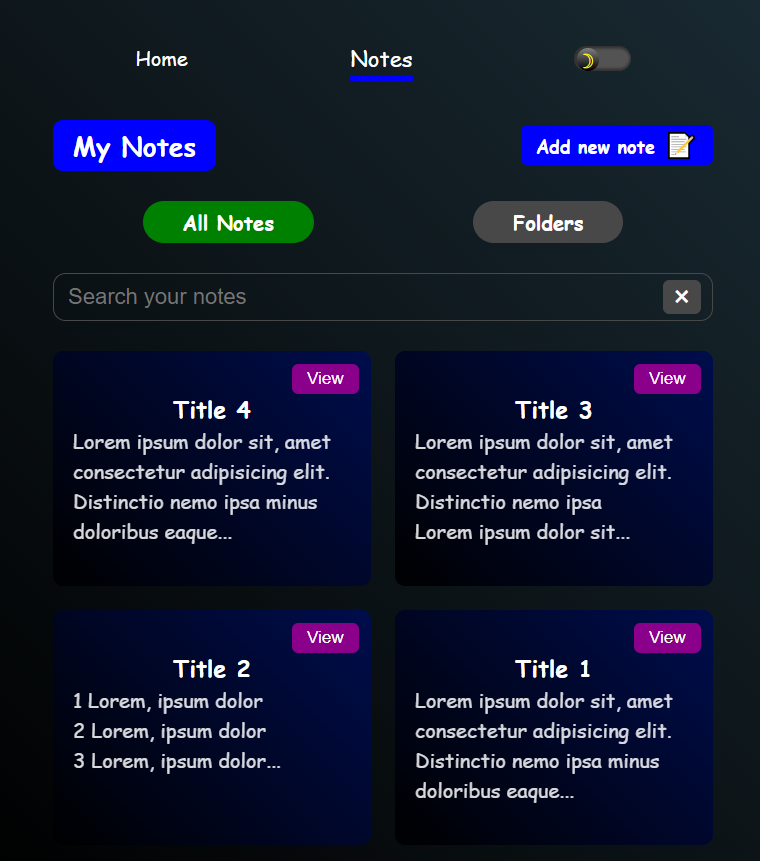 Home Notes
My Notes Add new note
All Notes Folders
Search your notes ✕
View
Title 4
Lorem ipsum dolor sit, amet
consectetur adipisicing elit.
Distinctio nemo ipsa minus
doloribus eaque...
View
Title 3
Lorem ipsum dolor sit, amet
consectetur adipisicing elit.
Distinctio nemo ipsa
Lorem ipsum dolor sit...
View
Title 2
1 Lorem, ipsum dolor
2 Lorem, ipsum dolor
3 Lorem, ipsum dolor...
View
Title 1
Lorem ipsum dolor sit, amet
consectetur adipisicing elit.
Distinctio nemo ipsa minus
doloribus eaque...